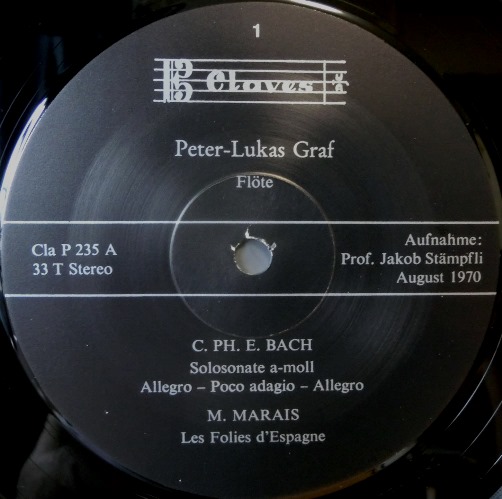 1
Claves
Peter-Lukas Graf
Flöte
Cla P 235 A
33 T Stereo
Aufnahme:
Prof. Jakob Stämpfli
August 1970
C. PH. E. BACH
Solosonate a-moll
Allegro – Poco adagio – Allegro
M. MARAIS
Les Folies d'Espagne